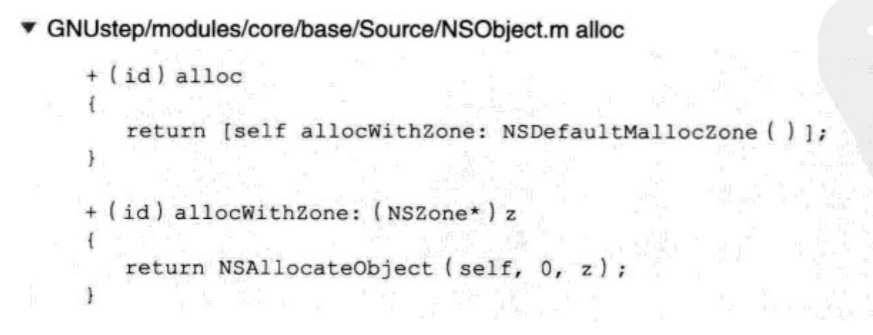 ▼ GNUstep/modules/core/base/Source/NSObject.m alloc
+ (id) alloc
{
return [self allocWithZone: NSDefaultMallocZone ( ) ];
}
+ (id) allocWithZone: (NSZone*) z
{
return NSAllocateObject (self, 0, z);
}